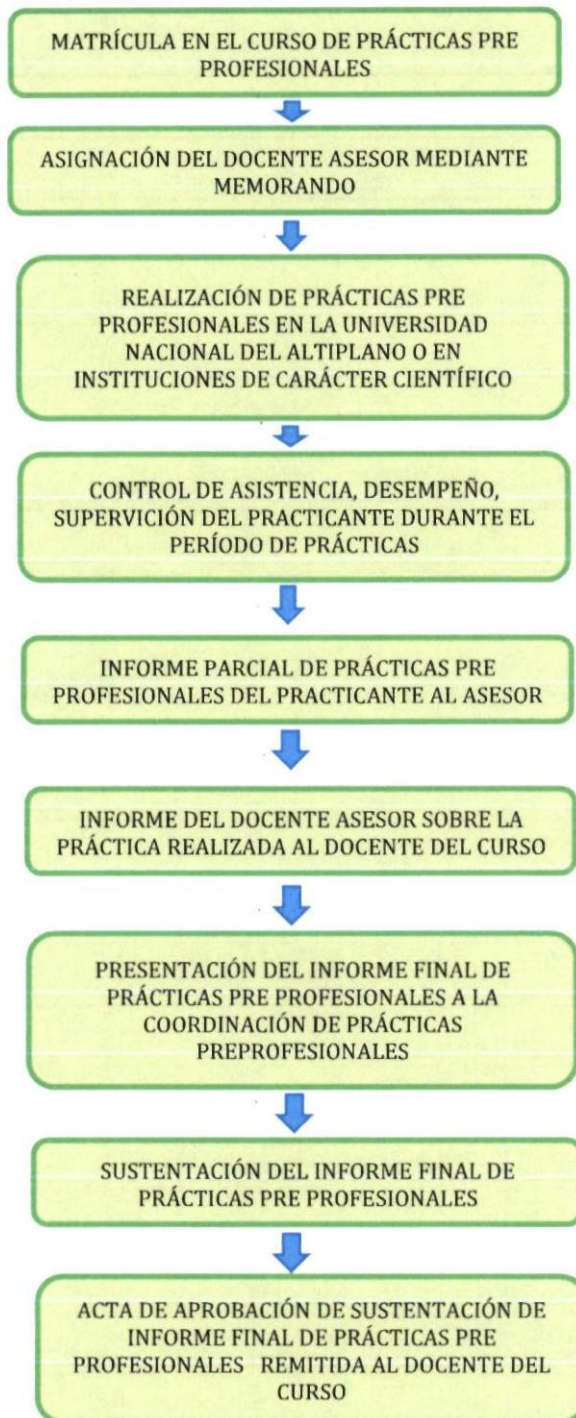 MATRÍCULA EN EL CURSO DE PRÁCTICAS PRE
PROFESIONALES
ASIGNACIÓN DEL DOCENTE ASESOR MEDIANTE
MEMORANDO
REALIZACIÓN DE PRÁCTICAS PRE
PROFESIONALES EN LA UNIVERSIDAD
NACIONAL DEL ALTIPLANO O EN
INSTITUCIONES DE CARÁCTER CIENTÍFICO
CONTROL DE ASISTENCIA, DESEMPEÑO,
SUPERVICIÓN DEL PRACTICANTE DURANTE EL
PERÍODO DE PRÁCTICAS
INFORME PARCIAL DE PRÁCTICAS PRE
PROFESIONALES DEL PRACTICANTE AL ASESOR
INFORME DEL DOCENTE ASESOR SOBRE LA
PRÁCTICA REALIZADA AL DOCENTE DEL CURSO
PRESENTACIÓN DEL INFORME FINAL DE
PRÁCTICAS PRE PROFESIONALES A LA
COORDINACIÓN DE PRÁCTICAS
PREPROFESIONALES
SUSTENTACIÓN DEL INFORME FINAL DE
PRÁCTICAS PRE PROFESIONALES
ACTA DE APROBACIÓN DE SUSTENTACIÓN DE
INFORME FINAL DE PRÁCTICAS PRE
PROFESIONALES REMITIDA AL DOCENTE DEL
CURSO